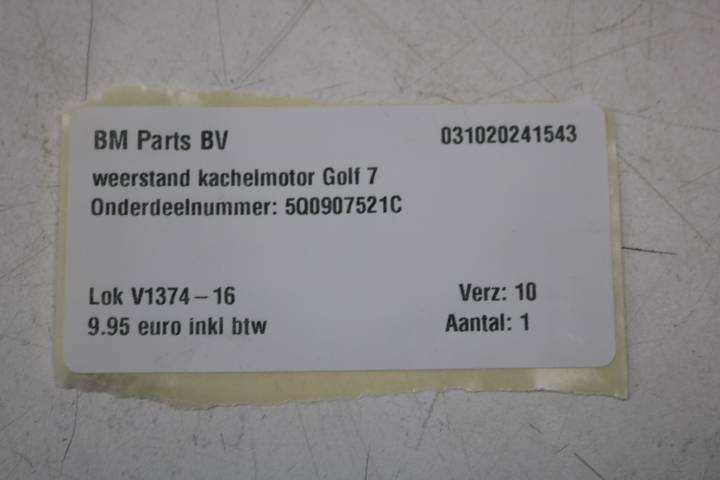 BM Parts BV 031020241543
weerstand kachelmotor Golf 7
Onderdeelnummer: 5Q0907521C
Lok V1374-16 Verz: 10
9.95 euro inkl btw Aantal: 1